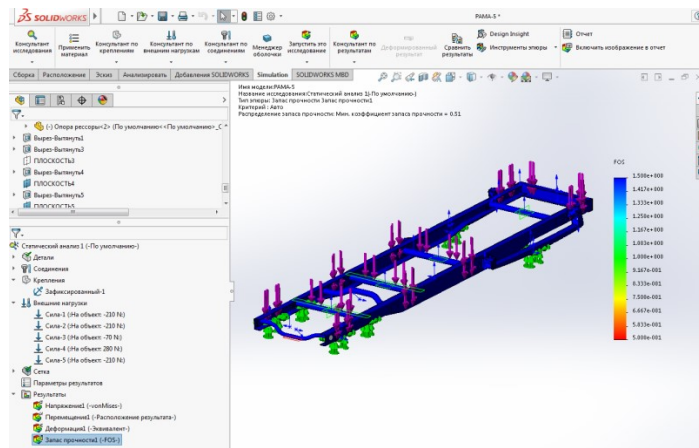 SOLIDWORKS
РАМА-5 *
Консультант исследования
Применить материал
Консультант по креплениям
Консультант по внешним нагрузкам
Консультант по соединениям
Менеджер оболочки
Запустить это исследование
Консультант по результатам
Деформированный результат
Сравнить результаты
Design Insight
Инструменты эпюры
Отчет
Включить изображение в отчет
Сборка Расположение Эскиз Анализировать Добавления SOLIDWORKS Simulation SOLIDWORKS MBD
Имя модели:РАМА-5
Название исследования:Статический анализ 1(-По умолчанию-)
Тип эпюры: Запас прочности Запас прочности1
Критерий : Авто
Распределение запаса прочности: Мин. коэффициент запаса прочности = 0.51
(-) Опора рессоры<2> (По умолчанию<<По умолчанию>_С
Вырез-Вытянуть1
Вырез-Вытянуть3
ПЛОСКОСТЬ3
Вырез-Вытянуть4
ПЛОСКОСТЬ4
Вырез-Вытянуть5
ПЛОСКОСТЬ5
Статический анализ 1 (-По умолчанию-)
Детали
Соединения
Крепления
Зафиксированный-1
Внешние нагрузки
Сила-1 (:На объект: -210 N:)
Сила-2 (:На объект: -210 N:)
Сила-3 (:На объект: -70 N:)
Сила-4 (:На объект: 280 N:)
Сила-5 (:На объект: -210 N:)
Сетка
Параметры результатов
Результаты
Напряжение1 (-vonMises-)
Перемещение1 (-Расположение результата-)
Деформация1 (-Эквивалент-)
Запас прочности1 (-FOS-)
FOS
1.500e+000
1.417e+000
1.333e+000
1.250e+000
1.167e+000
1.083e+000
1.000e+000
9.167e-001
8.333e-001
7.500e-001
6.667e-001
5.833e-001
5.000e-001